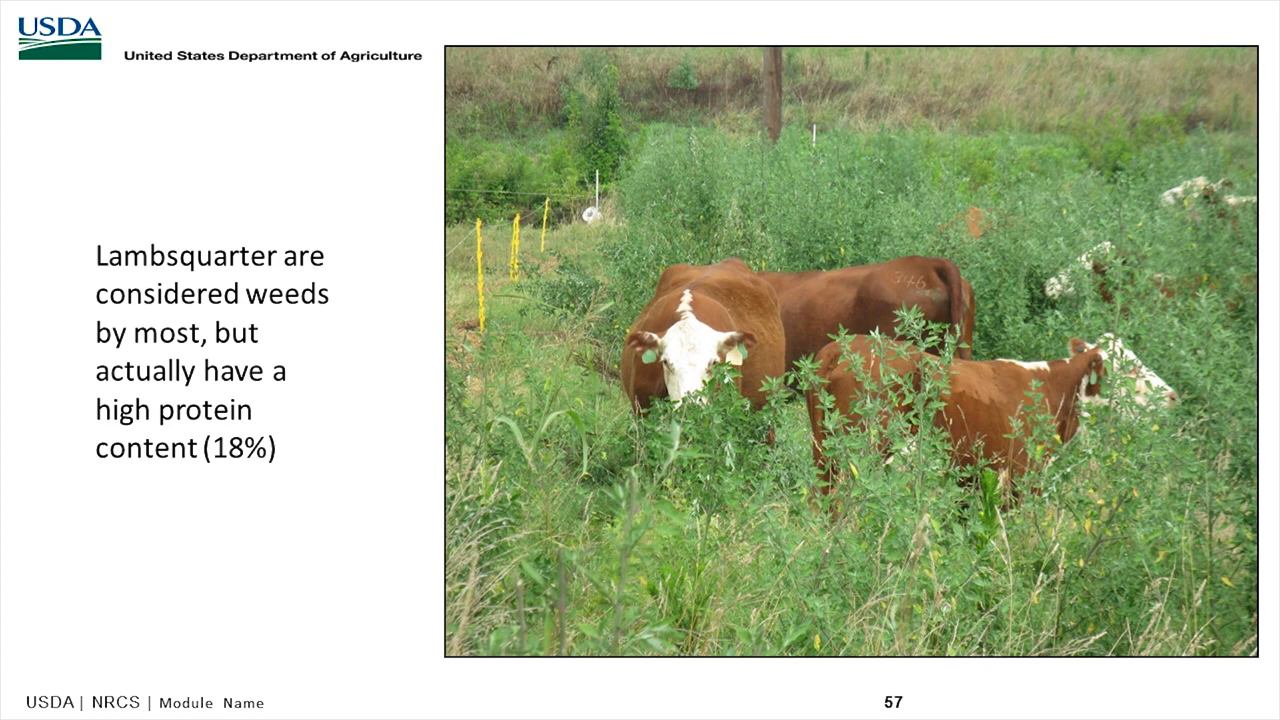 USDA
United States Department of Agriculture
Lambsquarter are
considered weeds
by most, but
actually have a
high protein
content (18%)
346
USDA | NRCS | Module Name
57